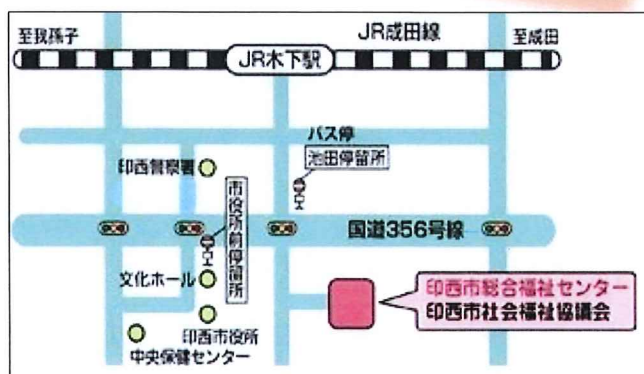 JR成田線
至我孫子
JR木下駅
至成田
バス停
池田停留所
印西警察署
市役所前停留所
国道356号線
文化ホール
印西市総合福祉センター
印西市社会福祉協議会
印西市役所
中央保健センター